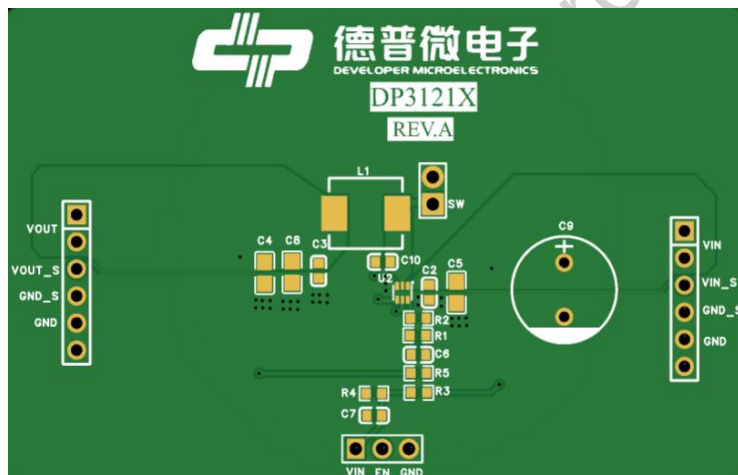 德普微电子
DEVELOPER MICROELECTRONICS
DP3121X
REV.A
L1
SW
C9
VOUT
VIN
C4 C8 C3
C10
C2 C5
VOUT_S
U2
VIN_S
GND_S
GND_S
GND
R2
R1
GND
C6
R5
R4
R3
C7
VIN EN GND